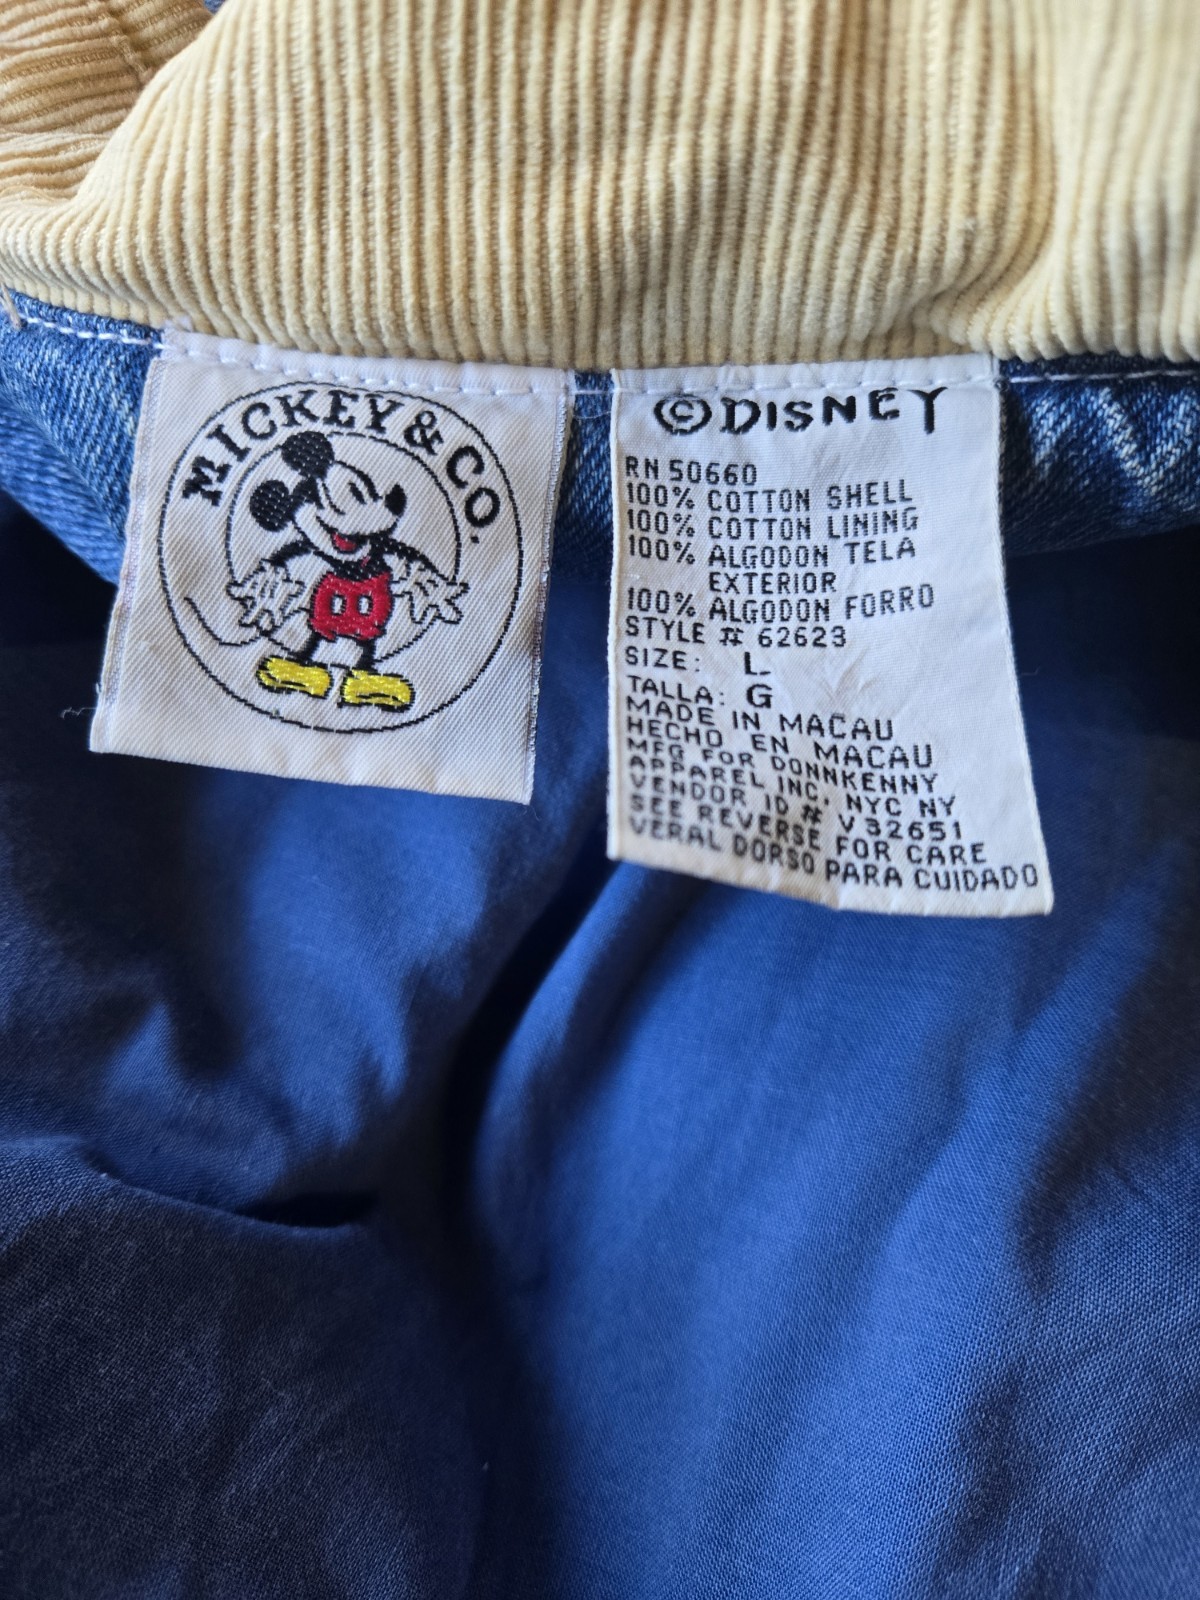 MICKEY & CO.
©DISNEY
RN 50660
100% COTTON SHELL
100% COTTON LINING
100% ALGODON TELA
EXTERIOR
100% ALGODON FORRO
STYLE # 62623
SIZE: L
TALLA: G
MADE IN MACAU
HECHO EN MACAU
MFG FOR DONNKENNY
APPAREL INC. NYC NY
VENDOR ID # V32651
SEE REVERSE FOR CARE
VERAL DORSO PARA CUIDADO